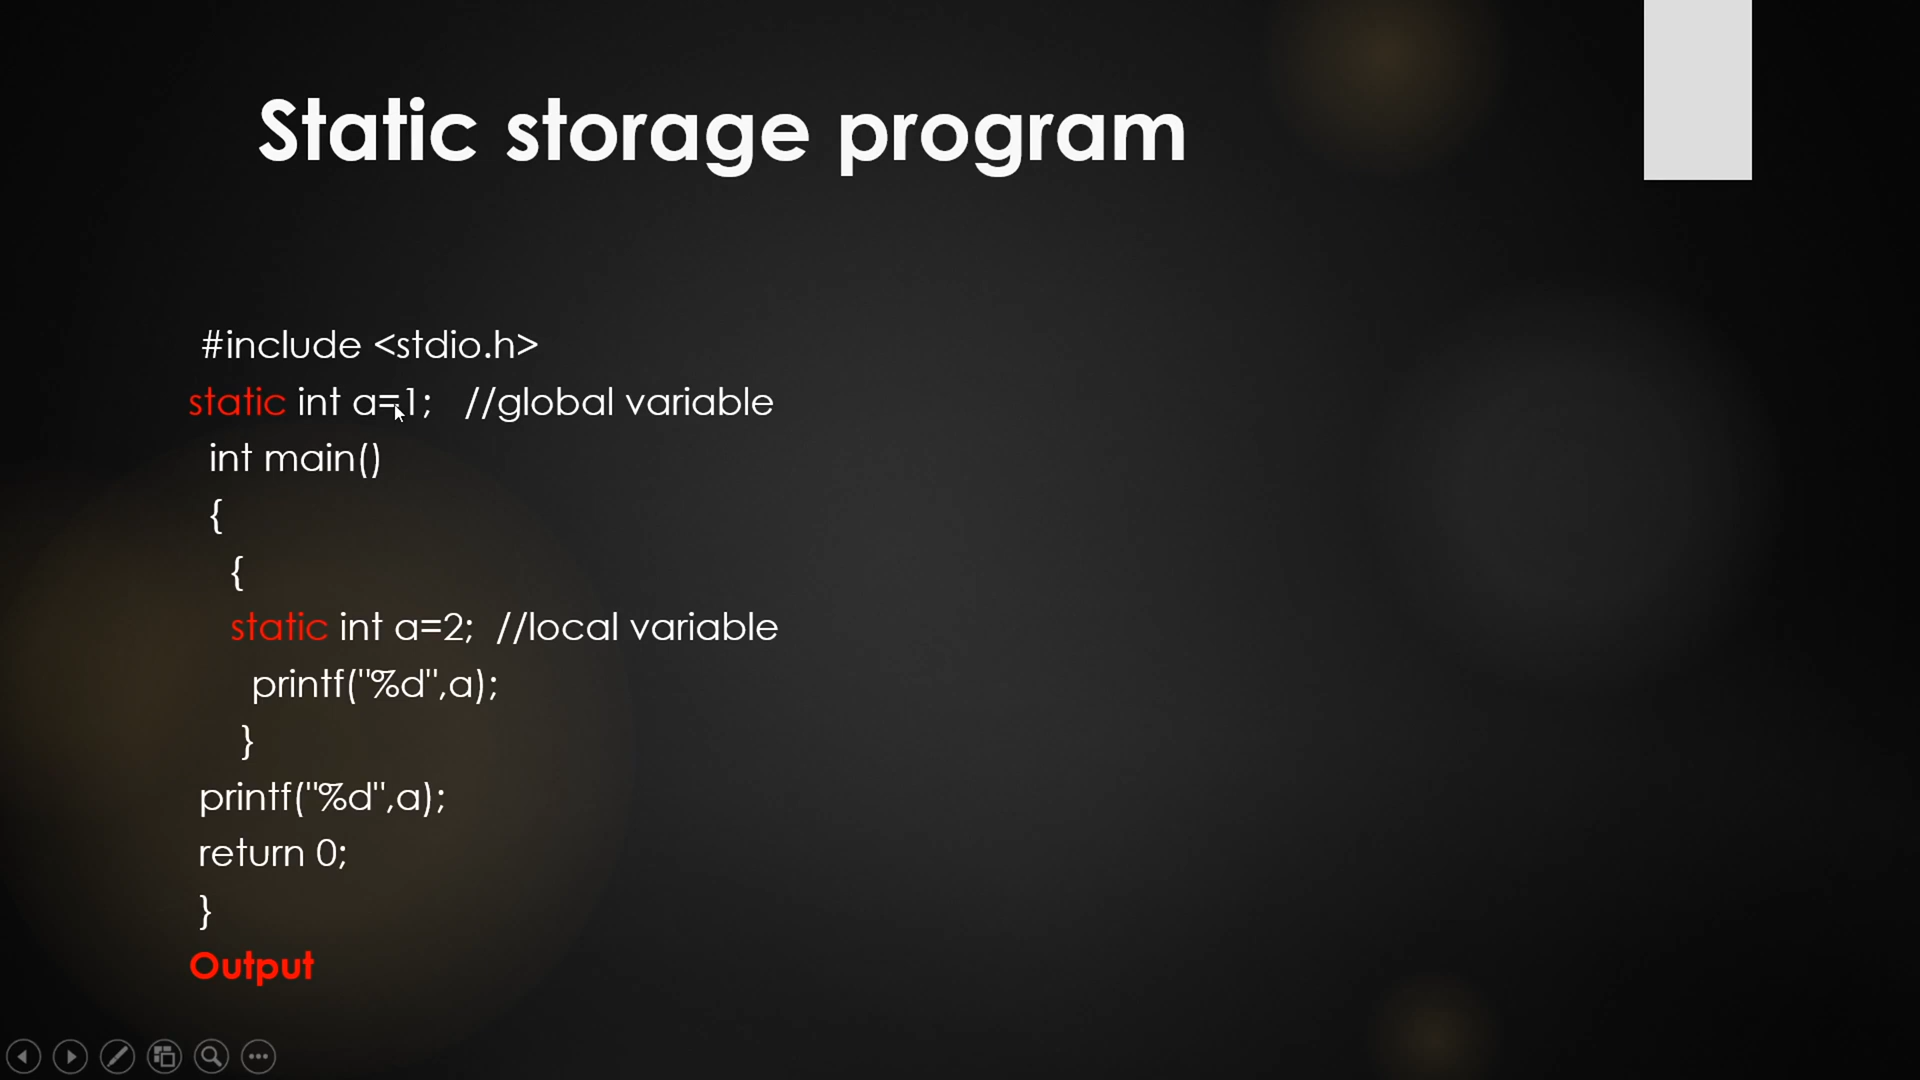 Static storage program
#include <stdio.h>
static int a=1; //global variable
int main()
{
{
static int a=2; //local variable
printf("%d",a);
}
printf("%d",a);
return 0;
}
Output